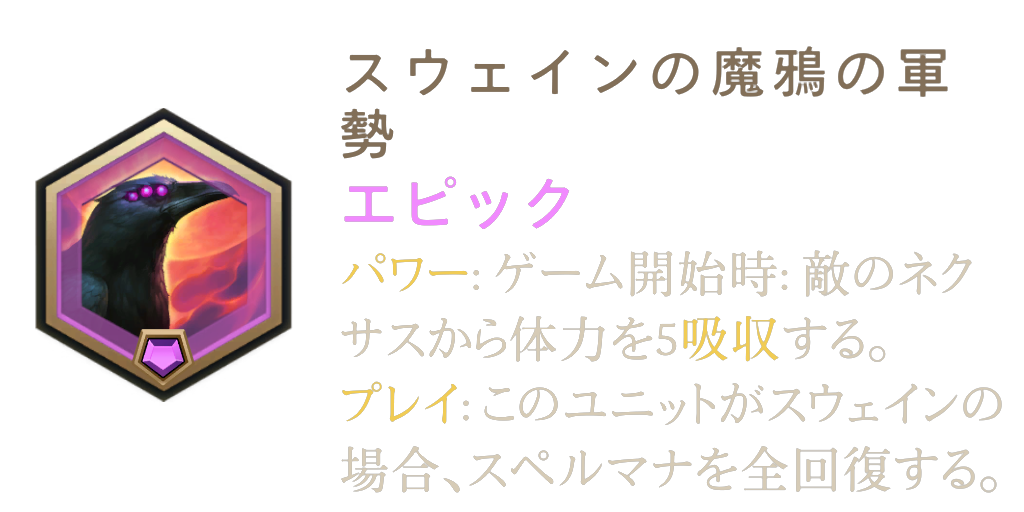 スウェインの魔鴉の軍
勢
エピック
パワー: ゲーム開始時: 敵のネク
サスから体力を5吸収する。
プレイ: このユニットがスウェインの
場合、スペルマナを全回復する。